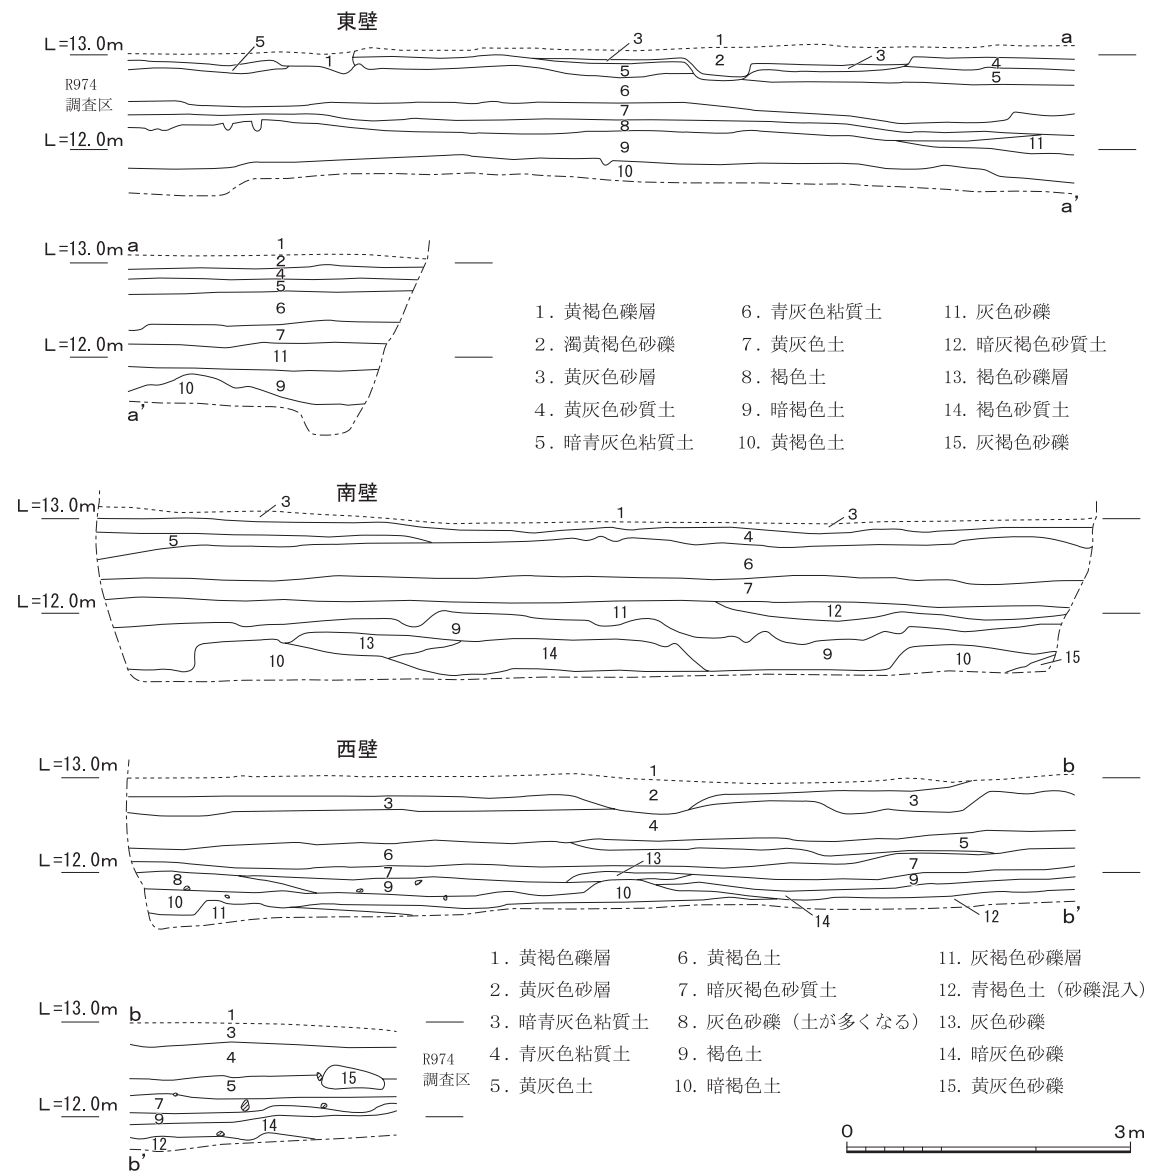 東壁
L=13.0m
5
3
1
a
1
2
3
4
5
5
6
R974
調査区
7
8
L=12.0m
11
9
10
a'
L=13.0m a
1
2
4
5
6
7
L=12.0m
11
10
9
a'
1. 黄褐色礫層
2. 濁黄褐色砂礫
3. 黄灰色砂層
4. 黄灰色砂質土
5. 暗青灰色粘質土
6. 青灰色粘質土
7. 黄灰色土
8. 褐色土
9. 暗褐色土
10. 黄褐色土
11. 灰色砂礫
12. 暗灰褐色砂質土
13. 褐色砂礫層
14. 褐色砂質土
15. 灰褐色砂礫
南壁
L=13.0m
3
1
3
5
4
6
7
L=12.0m
11
12
9
13
14
10
9
10
15
西壁
L=13.0m
1
b
2
3
3
4
5
6
L=12.0m
13
7
7
8
9
9
10
10
11
14
12
b'
L=13.0m b
1
3
4
15
5
R974
調査区
L=12.0m
7
9
14
12
b'
1. 黄褐色礫層
2. 黄灰色砂層
3. 暗青灰色粘質土
4. 青灰色粘質土
5. 黄灰色土
6. 黄褐色土
7. 暗灰褐色砂質土
8. 灰色砂礫（土が多くなる）
9. 褐色土
10. 暗褐色土
11. 灰褐色砂礫層
12. 青褐色土（砂礫混入）
13. 灰色砂礫
14. 暗灰色砂礫
15. 黄灰色砂礫
0
3m